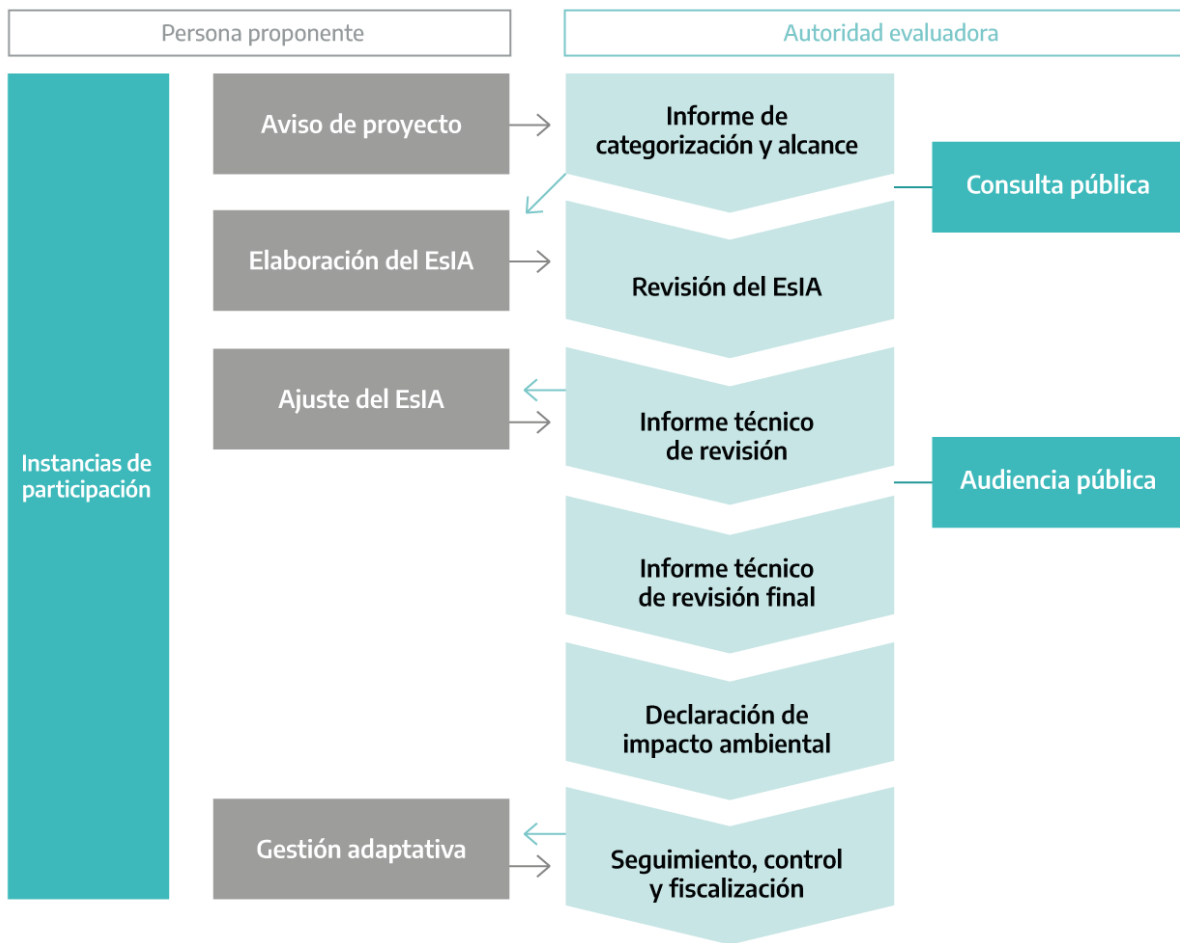 Persona proponente
Autoridad evaluadora
Instancias de
participación
Aviso de proyecto
Informe de
categorización y alcance
Consulta pública
Elaboración del EsIA
Revisión del EsIA
Ajuste del EsIA
Informe técnico
de revisión
Audiencia pública
Informe técnico
de revisión final
Declaración de
impacto ambiental
Gestión adaptativa
Seguimiento, control
y fiscalización